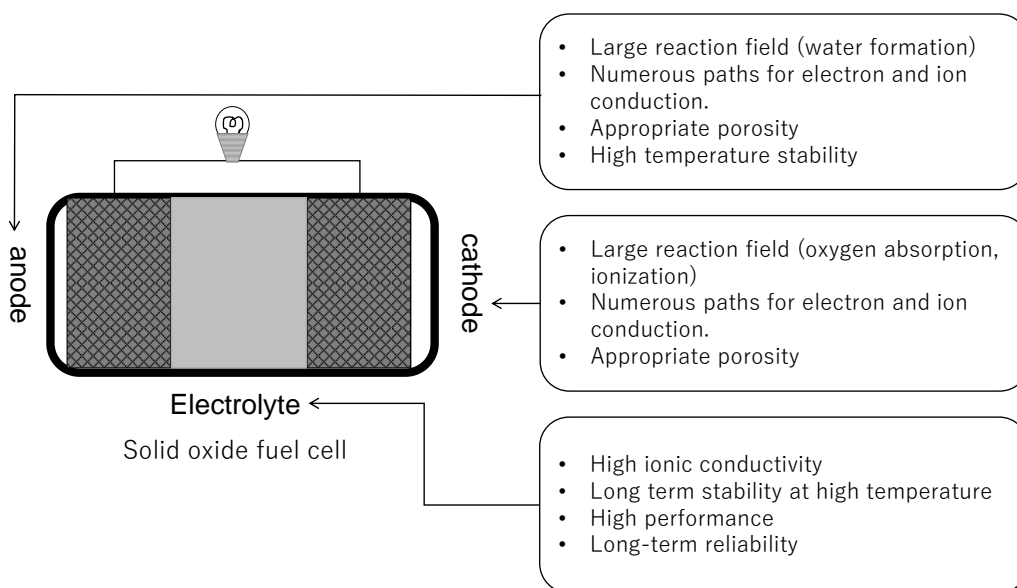 • Large reaction field (water formation)
• Numerous paths for electron and ion
conduction.
• Appropriate porosity
• High temperature stability
anode
cathode
• Large reaction field (oxygen absorption,
ionization)
• Numerous paths for electron and ion
conduction.
• Appropriate porosity
Electrolyte
Solid oxide fuel cell
• High ionic conductivity
• Long term stability at high temperature
• High performance
• Long-term reliability